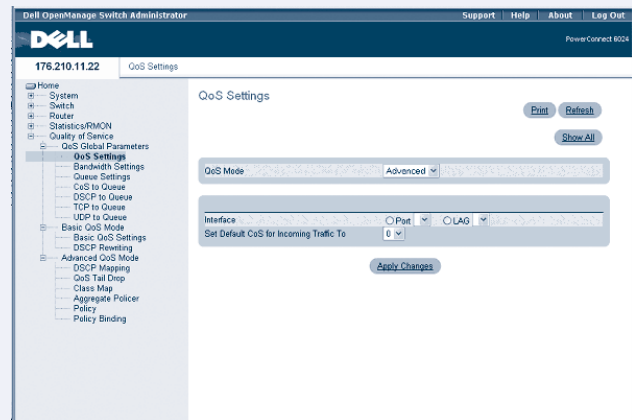 Dell OpenManage Switch Administrator
Support Help About Log Out
DELL
PowerConnect 6024
176.210.11.22
QoS Settings
Home
System
Switch
Router
Statistics/RMON
Quality of Service
QoS Global Parameters
QoS Settings
Bandwidth Settings
Queue Settings
CoS to Queue
DSCP to Queue
TCP to Queue
UDP to Queue
Basic QoS Mode
Basic QoS Settings
DSCP Rewriting
Advanced QoS Mode
DSCP Mapping
QoS Tail Drop
Class Map
Aggregate Policer
Policy
Policy Binding
QoS Settings
Print Refresh
Show All
QoS Mode Advanced
Interface Port LAG
Set Default CoS for Incoming Traffic To 0
Apply Changes